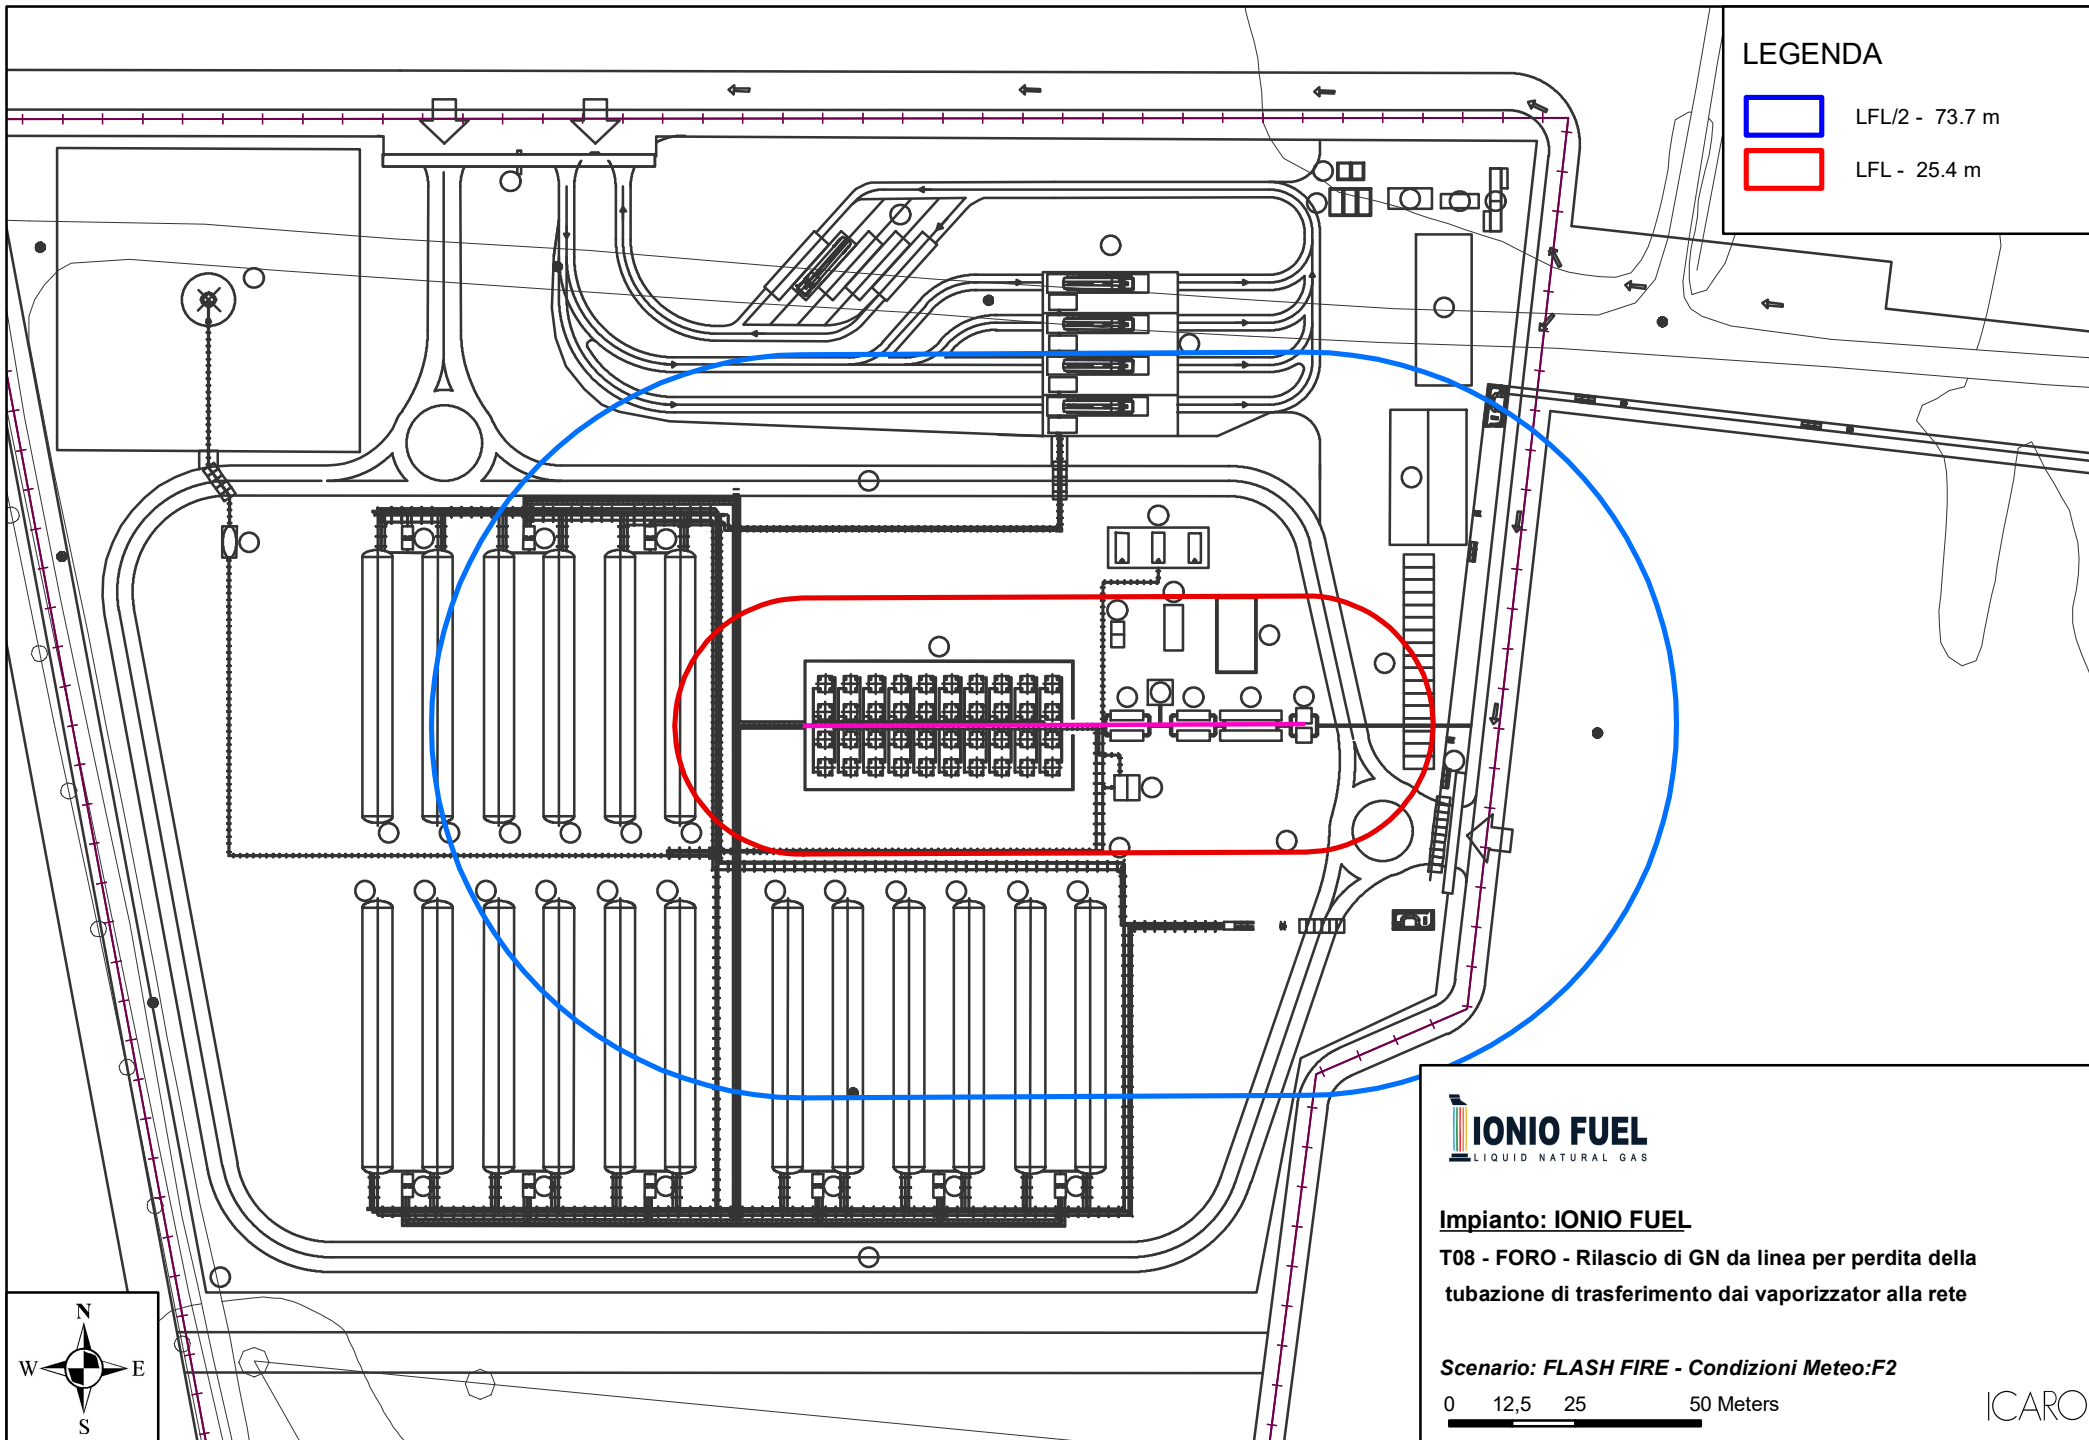 LEGENDA
LFL/2 - 73.7 m
LFL - 25.4 m
IONIO FUEL
LIQUID NATURAL GAS
Impianto: IONIO FUEL
T08 - FORO - Rilascio di GN da linea per perdita della
tubazione di trasferimento dai vaporizzator alla rete
Scenario: FLASH FIRE - Condizioni Meteo:F2
0 12,5 25 50 Meters
ICARO
N
W E
S